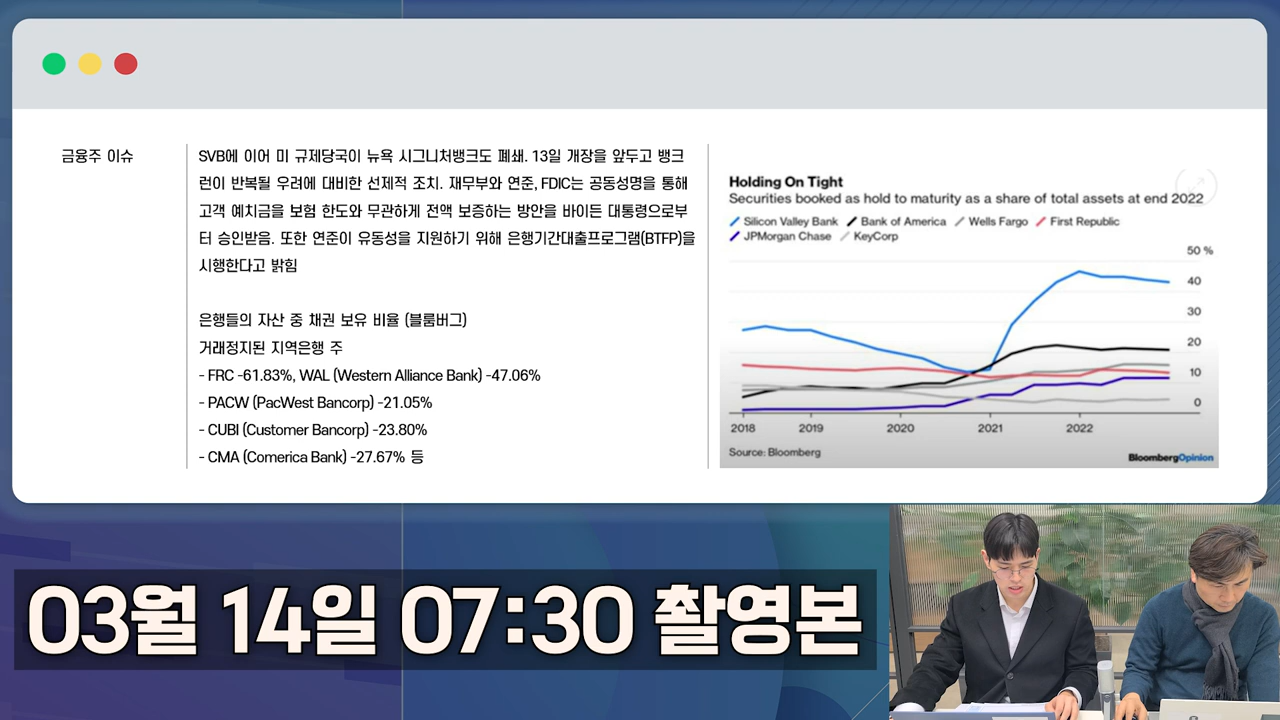 금융주 이슈
SVB에 이어 미 규제당국이 뉴욕 시그니처뱅크도 폐쇄. 13일 개장을 앞두고 뱅크
런이 반복될 우려에 대비한 선제적 조치. 재무부와 연준, FDIC는 공동성명을 통해
고객 예치금을 보험 한도와 무관하게 전액 보증하는 방안을 바이든 대통령으로부
터 승인받음. 또한 연준이 유동성을 지원하기 위해 은행기간대출프로그램(BTFP)을
시행한다고 밝힘
은행들의 자산 중 채권 보유 비율 (블룸버그)
거래정지된 지역은행 주
- FRC -61.83%, WAL (Western Alliance Bank) -47.06%
- PACW (PacWest Bancorp) -21.05%
- CUBI (Customer Bancorp) -23.80%
- CMA (Comerica Bank) -27.67% 등
Holding On Tight
Securities booked as hold to maturity as a share of total assets at end 2022
Silicon Valley Bank Bank of America Wells Fargo First Republic
JPMorgan Chase KeyCorp
50 %
40
30
20
10
0
2018 2019 2020 2021 2022
Source: Bloomberg
BloombergOpinion
03월 14일 07:30 촬영본